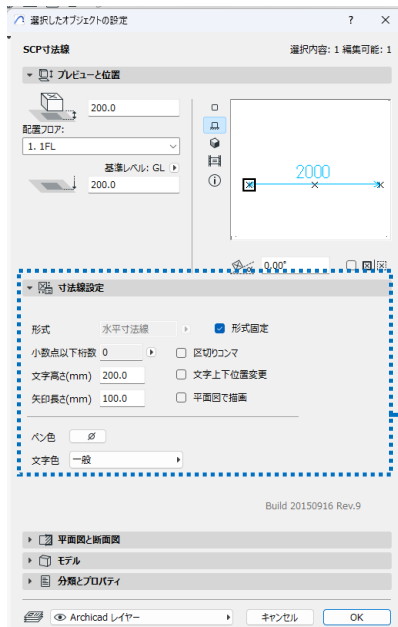 選択したオブジェクトの設定 ? ×
SCP寸法線 選択内容: 1 編集可能: 1
プレビューと位置
200.0
配置フロア:
1. 1FL
基準レベル: GL
200.0
2000
0.00°
寸法線設定
形式 水平寸法線 形式固定
小数点以下桁数 0 区切りコンマ
文字高さ(mm) 200.0 文字上下位置変更
矢印長さ(mm) 100.0 平面図で描画
ペン色
文字色 一般
Build 20150916 Rev.9
平面図と断面図
モデル
分類とプロパティ
Archicad レイヤー キャンセル OK